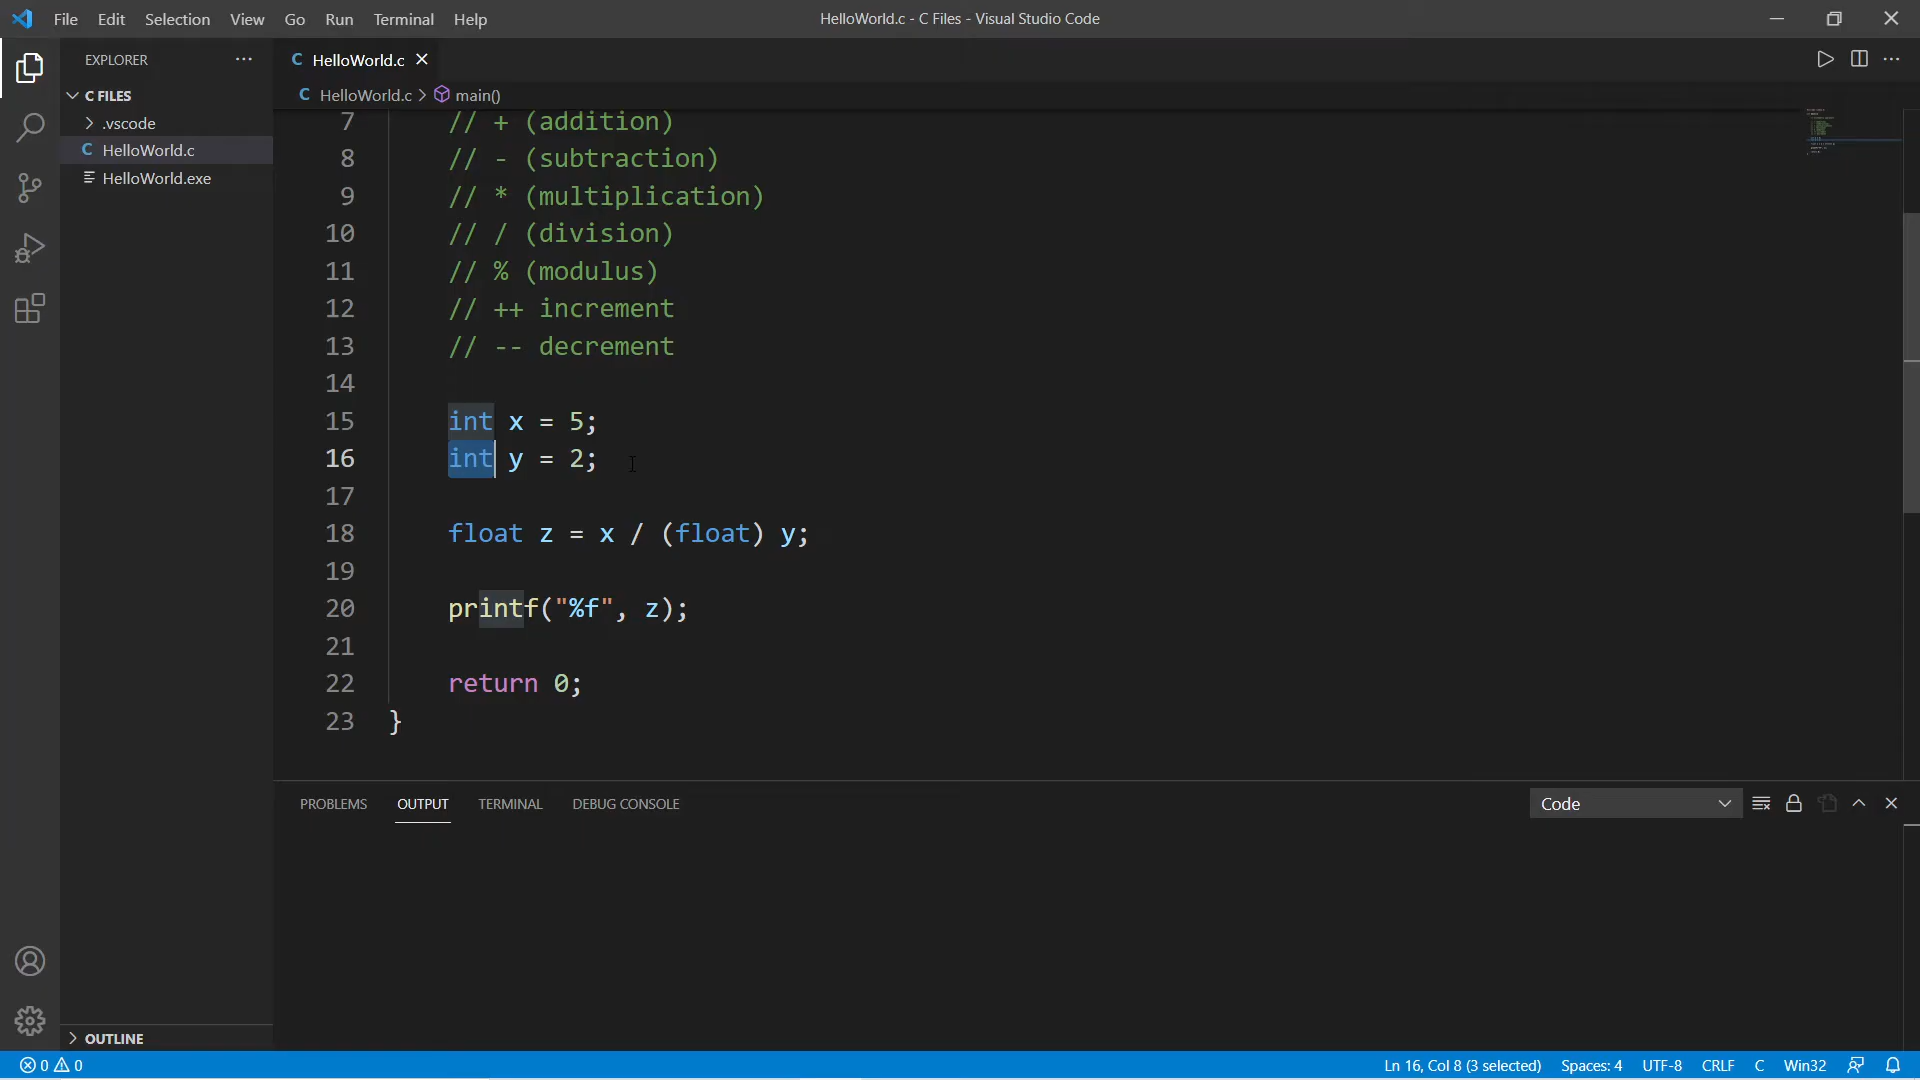 File Edit Selection View Go Run Terminal Help
HelloWorld.c - C Files - Visual Studio Code
EXPLORER
C FILES
.vscode
C HelloWorld.c
HelloWorld.exe
OUTLINE
C HelloWorld.c
C HelloWorld.c > main()
7 // + (addition)
8 // - (subtraction)
9 // * (multiplication)
10 // / (division)
11 // % (modulus)
12 // ++ increment
13 // -- decrement
14
15 int x = 5;
16 int y = 2;
17
18 float z = x / (float) y;
19
20 printf("%f", z);
21
22 return 0;
23 }
PROBLEMS OUTPUT TERMINAL DEBUG CONSOLE
Code
0 0
Ln 16, Col 8 (3 selected) Spaces: 4 UTF-8 CRLF C Win32